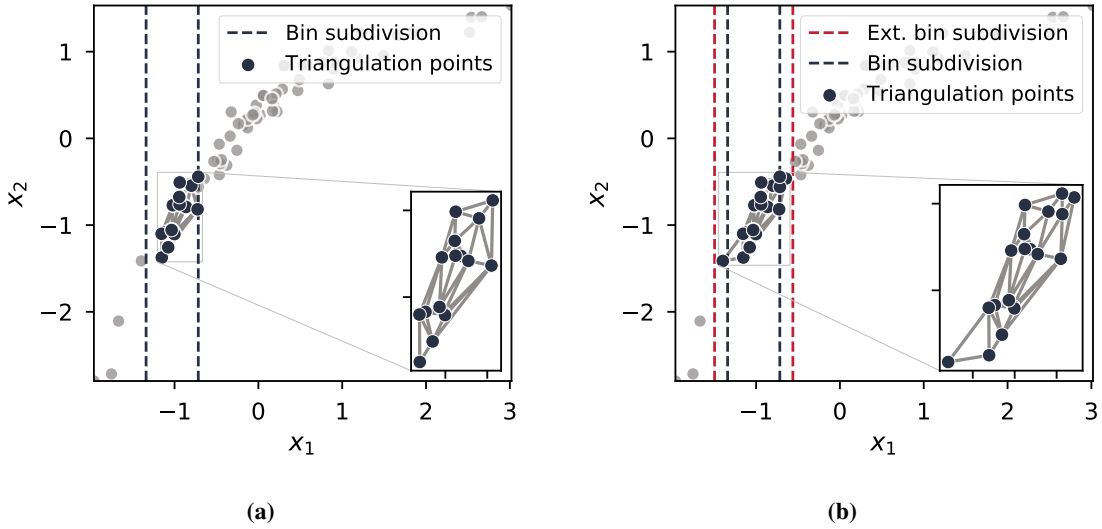 Bin subdivision
Triangulation points
1
0
−1
−2
x2
−1
0
1
2
3
x1
(a)
Ext. bin subdivision
Bin subdivision
Triangulation points
1
0
−1
−2
x2
−1
0
1
2
3
x1
(b)